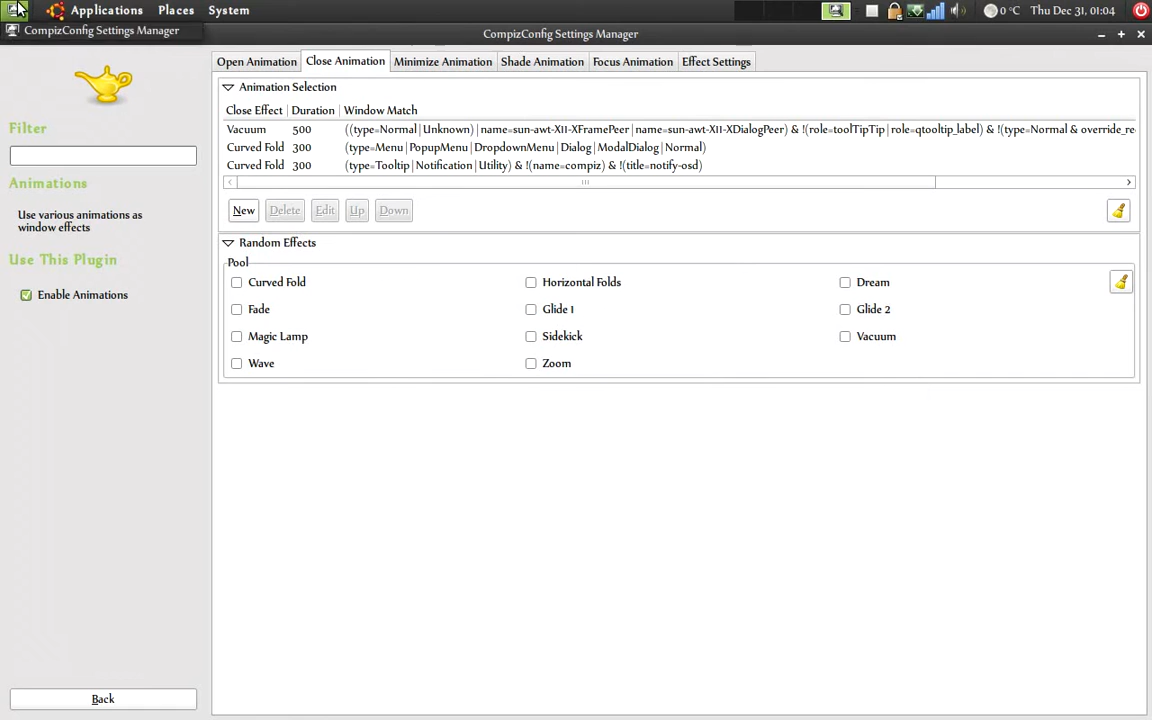 Applications Places System 0 °C Thu Dec 31, 01:04
CompizConfig Settings Manager
CompizConfig Settings Manager
Open Animation Close Animation Minimize Animation Shade Animation Focus Animation Effect Settings
Animation Selection
Close Effect Duration Window Match
Vacuum 500 ((type=Normal | Unknown) | name=sun-awt-X11-XFramePeer | name=sun-awt-X11-XDialogPeer) & !(role=toolTipTip | role=qtooltip_label) & !(type=Normal & override_re
Curved Fold 300 (type=Menu | PopupMenu | DropdownMenu | Dialog | ModalDialog | Normal)
Curved Fold 300 (type=Tooltip | Notification | Utility) & !(name=compiz) & !(title=notify-osd)
New Delete Edit Up Down
Random Effects
Pool
Curved Fold Horizontal Folds Dream
Fade Glide 1 Glide 2
Magic Lamp Sidekick Vacuum
Wave Zoom
Filter
Animations
Use various animations as
window effects
Use This Plugin
Enable Animations
Back